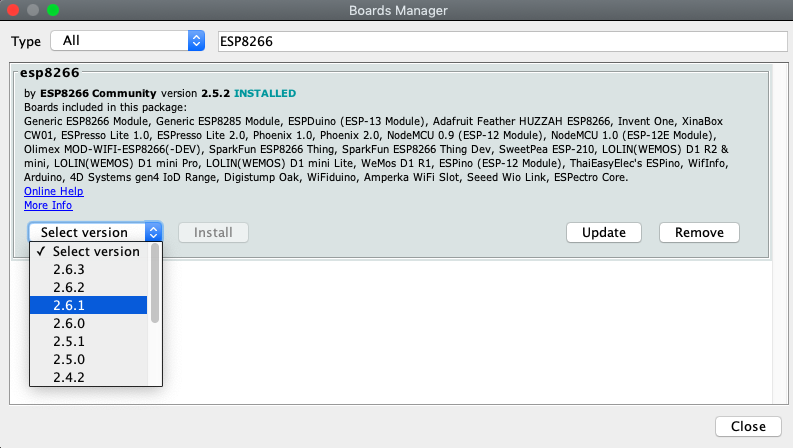 Boards Manager
Type All ESP8266
esp8266
by ESP8266 Community version 2.5.2 INSTALLED
Boards included in this package:
Generic ESP8266 Module, Generic ESP8285 Module, ESPDuino (ESP-13 Module), Adafruit Feather HUZZAH ESP8266, Invent One, XinaBox
CW01, ESPresso Lite 1.0, ESPresso Lite 2.0, Phoenix 1.0, Phoenix 2.0, NodeMCU 0.9 (ESP-12 Module), NodeMCU 1.0 (ESP-12E Module),
Olimex MOD-WIFI-ESP8266(-DEV), SparkFun ESP8266 Thing, SparkFun ESP8266 Thing Dev, SweetPea ESP-210, LOLIN(WEMOS) D1 R2 &
mini, LOLIN(WEMOS) D1 mini Pro, LOLIN(WEMOS) D1 mini Lite, WeMos D1 R1, ESPino (ESP-12 Module), ThaiEasyElec's ESPino, WifInfo,
Arduino, 4D Systems gen4 IoD Range, Digistump Oak, WiFiduino, Amperka WiFi Slot, Seeed Wio Link, ESPectro Core.
Online Help
More Info
Select version Install Update Remove
✓ Select version
2.6.3
2.6.2
2.6.1
2.6.0
2.5.1
2.5.0
2.4.2
Close